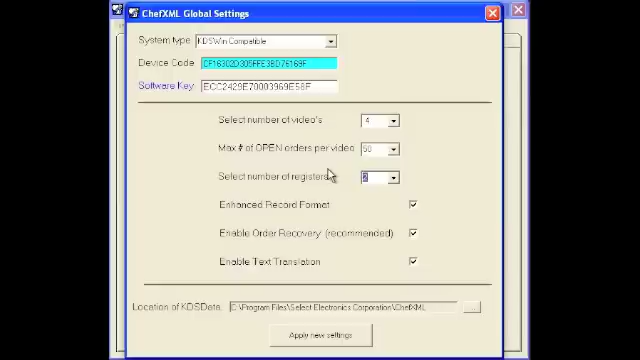 ChefXML Global Settings
System type KDSWin Compatible
Device Code CF16302D305FFE3BD76169F
Software Key ECC2429E70003969E58F
Select number of video's 4
Max # of OPEN orders per video 50
Select number of registers 2
Enhanced Record Format
Enable Order Recovery (recommended)
Enable Text Translation
Location of KDSData C:\Program Files\Select Electronics Corporation\ChefXML ...
Apply new settings